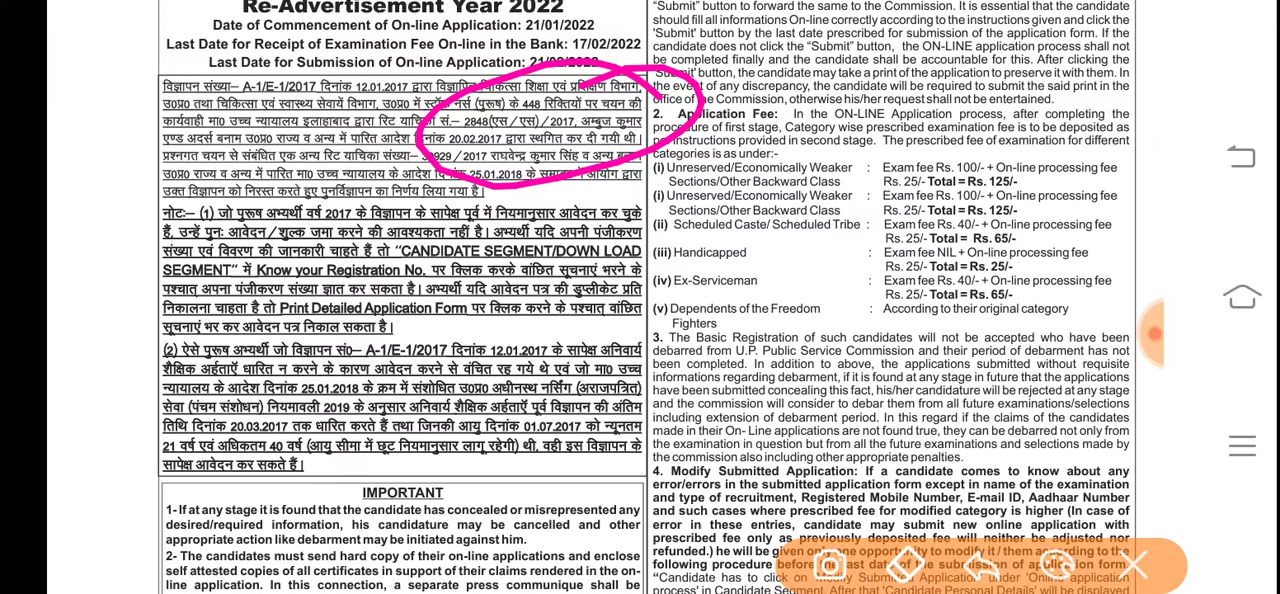 Re-Advertisement Year 2022
Date of Commencement of On-line Application: 21/01/2022
Last Date for Receipt of Examination Fee On-line in the Bank: 17/02/2022
Last Date for Submission of On-line Application:
विज्ञापन संख्या– A-1/E-1/2017 दिनांक 12.01.2017 द्वारा विज्ञापित चिकित्सा शिक्षा एवं प्रशिक्षण विभाग,
उ0प्र0 तथा चिकित्सा एवं स्वास्थ्य सेवायें विभाग, उ0प्र0 में स्टॉफ नर्स (पुरूष) के 448 रिक्तियों पर चयन की
कार्यवाही मा0 उच्च न्यायालय इलाहाबाद द्वारा रिट याचिका सं.– 2848(एस/एस)/2017, अम्बुज कुमार
एण्ड अदर्स बनाम उ0प्र0 राज्य व अन्य में पारित आदेश दिनांक 20.02.2017 द्वारा स्थगित कर दी गयी थी।
प्रश्नगत चयन से संबंधित एक अन्य रिट याचिका संख्या– /2017 राघवेन्द्र कुमार सिंह व अन्य बनाम
उ0प्र0 राज्य व अन्य में पारित मा0 उच्च न्यायालय के आदेश दिनांक 25.01.2018 के आयोग द्वारा
उक्त विज्ञापन को निरस्त करते हुए पुनर्विज्ञापन का निर्णय लिया गया है।
नोटः– (1) जो पुरूष अभ्यर्थी वर्ष 2017 के विज्ञापन के सापेक्ष पूर्व में नियमानुसार आवेदन कर चुके
हैं, उन्हें पुनः आवेदन/शुल्क जमा करने की आवश्यकता नहीं है। अभ्यर्थी यदि अपनी पंजीकरण
संख्या एवं विवरण की जानकारी चाहते हैं तो "CANDIDATE SEGMENT/DOWN LOAD
SEGMENT" में Know your Registration No. पर क्लिक करके वांछित सूचनाएं भरने के
पश्चात् अपना पंजीकरण संख्या ज्ञात कर सकता है। अभ्यर्थी यदि आवेदन पत्र की डुप्लीकेट प्रति
निकालना चाहता है तो Print Detailed Application Form पर क्लिक करने के पश्चात् वांछित
सूचनाएं भर कर आवेदन पत्र निकाल सकता है।
(2) ऐसे पुरूष अभ्यर्थी जो विज्ञापन सं0– A-1/E-1/2017 दिनांक 12.01.2017 के सापेक्ष अनिवार्य
शैक्षिक अर्हताऐं धारित न करने के कारण आवेदन करने से वंचित रह गये थे एवं जो मा0 उच्च
न्यायालय के आदेश दिनांक 25.01.2018 के क्रम में संशोधित उ0प्र0 अधीनस्थ नर्सिंग (अराजपत्रित)
सेवा (पंचम संशोधन) नियमावली 2019 के अनुसार अनिवार्य शैक्षिक अर्हताऐं पूर्व विज्ञापन की अंतिम
तिथि दिनांक 20.03.2017 तक धारित करते हैं तथा जिनकी आयु दिनांक 01.07.2017 को न्यूनतम
21 वर्ष एवं अधिकतम 40 वर्ष (आयु सीमा में छूट नियमानुसार लागू रहेगी) थी, वही इस विज्ञापन के
सापेक्ष आवेदन कर सकते हैं।
IMPORTANT
1- If at any stage it is found that the candidate has concealed or misrepresented any
desired/required information, his candidature may be cancelled and other
appropriate action like debarment may be initiated against him.
2- The candidates must send hard copy of their on-line applications and enclose
self attested copies of all certificates in support of their claims rendered in the on-
line application. In this connection, a separate press communique shall be
"Submit" button to forward the same to the Commission. It is essential that the candidate
should fill all informations On-line correctly according to the instructions given and click the
'Submit' button by the last date prescribed for submission of the application form. If the
candidate does not click the "Submit" button, the ON-LINE application process shall not
be completed finally and the candidate shall be accountable for this. After clicking the
'Submit' button, the candidate may take a print of the application to preserve it with them. In
the event of any discrepancy, the candidate will be required to submit the said print in the
office of the Commission, otherwise his/her request shall not be entertained.
2. Application Fee: In the ON-LINE Application process, after completing the
procedure of first stage, Category wise prescribed examination fee is to be deposited as
per instructions provided in second stage. The prescribed fee of examination for different
categories is as under:-
(i) Unreserved/Economically Weaker : Exam fee Rs. 100/- + On-line processing fee
Sections/Other Backward Class Rs. 25/- Total = Rs. 125/-
(i) Unreserved/Economically Weaker : Exam fee Rs. 100/- + On-line processing fee
Sections/Other Backward Class Rs. 25/- Total = Rs. 125/-
(ii) Scheduled Caste/ Scheduled Tribe : Exam fee Rs. 40/- + On-line processing fee
Rs. 25/- Total = Rs. 65/-
(iii) Handicapped : Exam fee NIL + On-line processing fee
Rs. 25/- Total = Rs. 25/-
(iv) Ex-Serviceman : Exam fee Rs. 40/- + On-line processing fee
Rs. 25/- Total = Rs. 65/-
(v) Dependents of the Freedom : According to their original category
Fighters
3. The Basic Registration of such candidates will not be accepted who have been
debarred from U.P. Public Service Commission and their period of debarment has not
been completed. In addition to above, the applications submitted without requisite
informations regarding debarment, if it is found at any stage in future that the applications
have been submitted concealing this fact, his/her candidature will be rejected at any stage
and the commission will consider to debar them from all future examinations/selections
including extension of debarment period. In this regard if the claims of the candidates
made in their On- Line applications are not found true, they can be debarred not only from
the examination in question but from all the future examinations and selections made by
the commission also including other appropriate penalties.
4. Modify Submitted Application: If a candidate comes to know about any
error/errors in the submitted application form except in name of the examination
and type of recruitment, Registered Mobile Number, E-mail ID, Aadhaar Number
and such cases where prescribed fee for modified category is higher (In case of
error in these entries, candidate may submit new online application with
prescribed fee only as previously deposited fee will neither be adjusted nor
refunded.) he will be given only one opportunity to modify it / them according to the
following procedure before the last date of the submission of application form.
"Candidate has to click on 'Modify Submitted Application' under 'Online application
process' in Candidate Segment. After that 'Candidate Personal Details' will be displayed